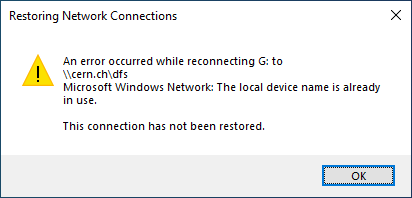 Restoring Network Connections
An error occurred while reconnecting G: to
\\cern.ch\dfs
Microsoft Windows Network: The local device name is already
in use.
This connection has not been restored.
OK